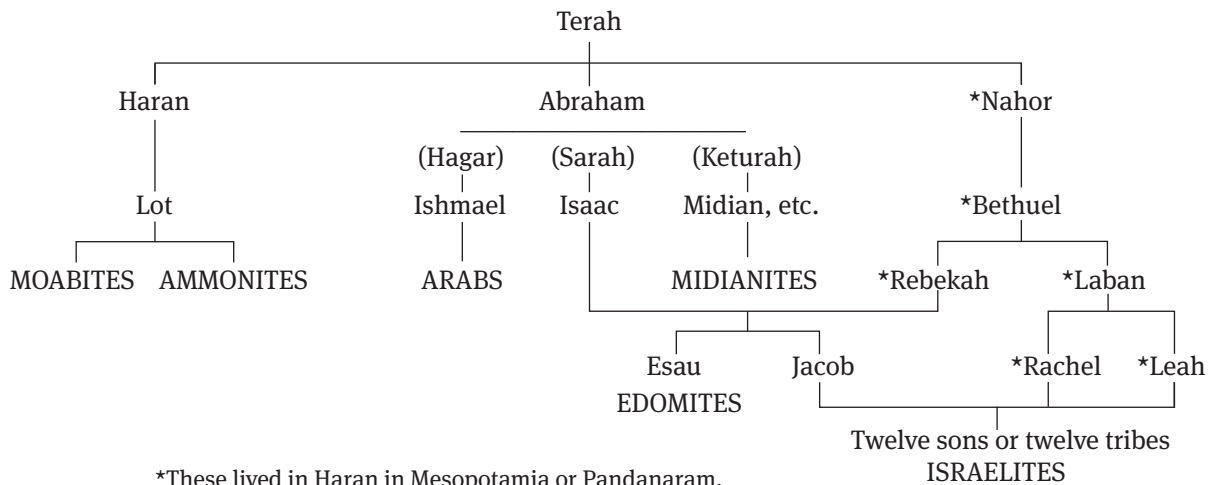 Terah
Haran Abraham *Nahor
(Hagar) (Sarah) (Keturah)
Lot Ishmael Isaac Midian, etc. *Bethuel
MOABITES AMMONITES ARABS MIDIANITES *Rebekah *Laban
Esau Jacob *Rachel *Leah
EDOMITES
Twelve sons or twelve tribes
ISRAELITES
*These lived in Haran in Mesopotamia or Pandanaram.